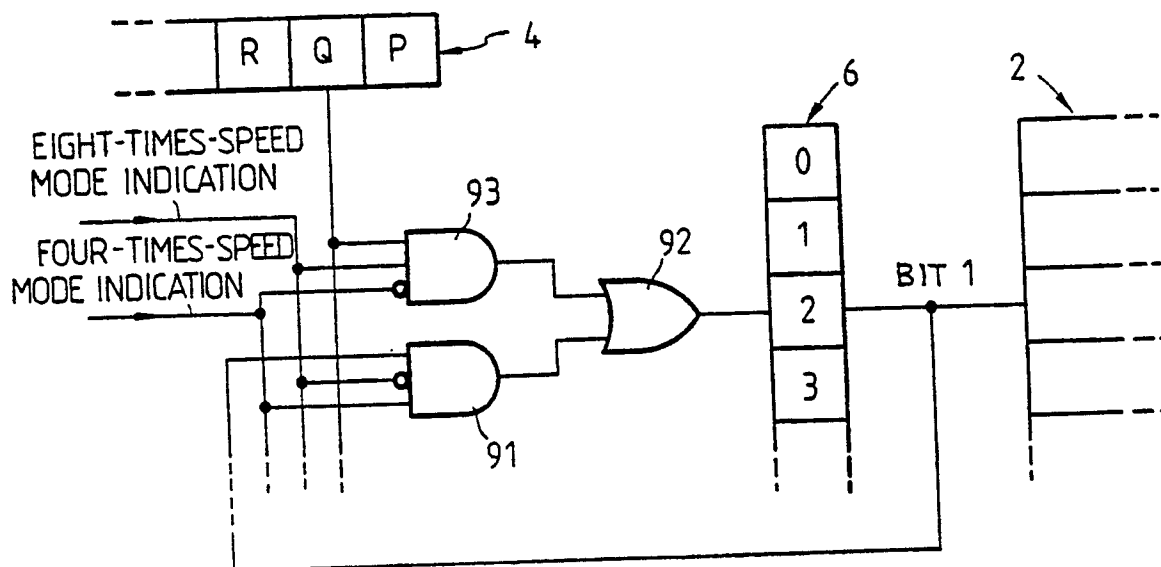 R Q P
4
EIGHT-TIMES-SPEED
MODE INDICATION
FOUR-TIMES-SPEED
MODE INDICATION
93
91
92
6
0
1
2
3
BIT 1
2